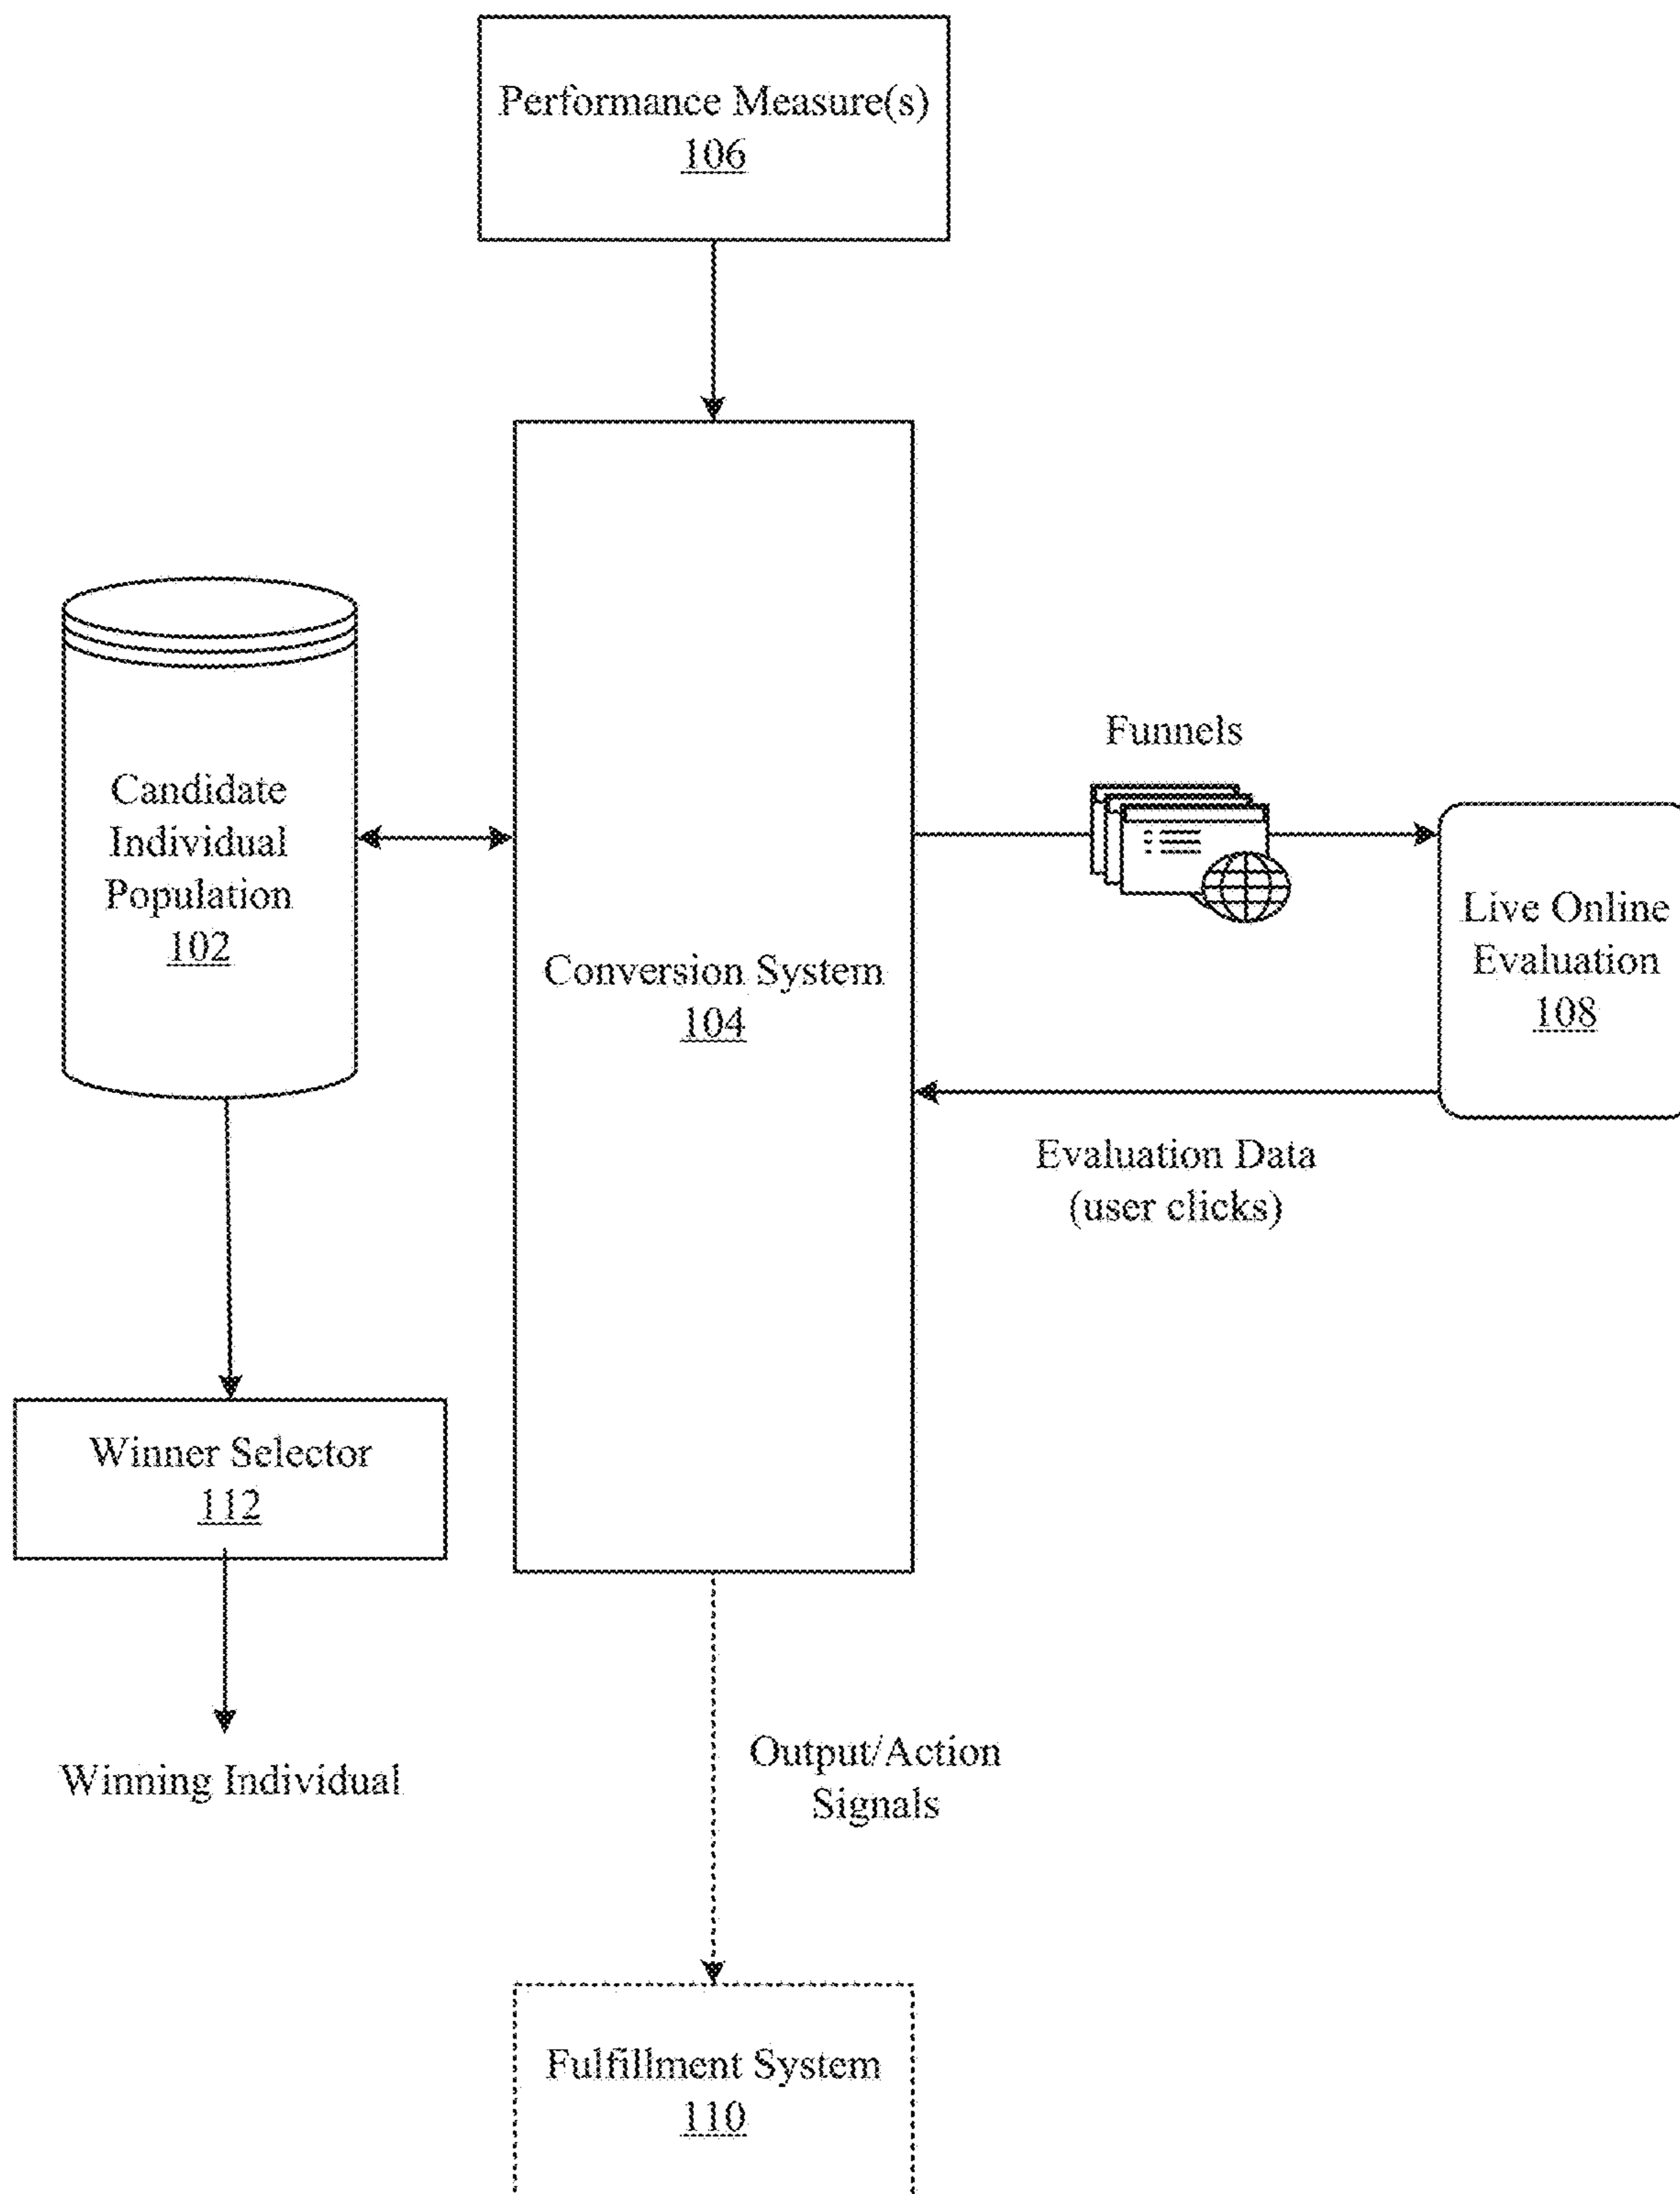 Performance Measure(s)
106
Funnels
Candidate
Individual
Population
102
Live Online
Evaluation
108
Conversion System
104
Evaluation Data
(user clicks)
Winner Selector
112
Winning Individual
Output/Action
Signals
Fulfillment System
110